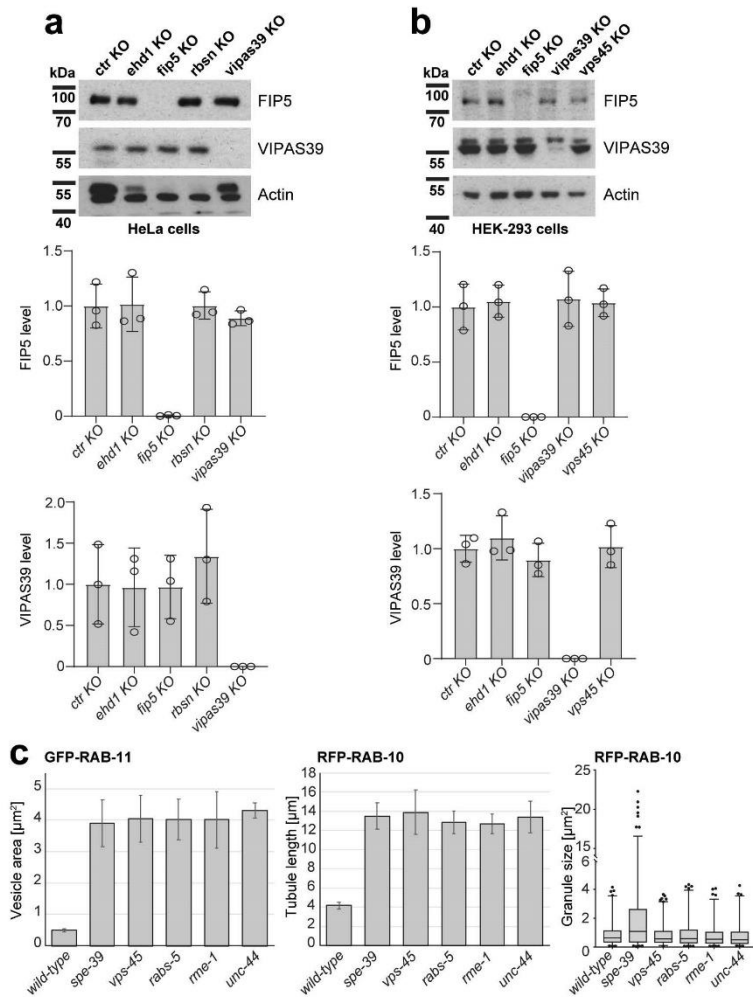 a
ctr KO
ehd1 KO
fip5 KO
rbsn KO
vipas39 KO
kDa
100
70
55
55
40
FIP5
VIPAS39
Actin
HeLa cells
b
ctr KO
ehd1 KO
fip5 KO
vipas39 KO
vps45 KO
kDa
100
70
55
55
40
FIP5
VIPAS39
Actin
HEK-293 cells
FIP5 level
1.5
1.0
0.5
0
ctr KO
ehd1 KO
fip5 KO
rbsn KO
vipas39 KO
FIP5 level
1.5
1.0
0.5
0
ctr KO
ehd1 KO
fip5 KO
vipas39 KO
vps45 KO
VIPAS39 level
2.0
1.5
1.0
0.5
0
ctr KO
ehd1 KO
fip5 KO
rbsn KO
vipas39 KO
VIPAS39 level
1.5
1.0
0.5
0
ctr KO
ehd1 KO
fip5 KO
vipas39 KO
vps45 KO
c
GFP-RAB-11
Vesicle area [µm²]
5
4
3
2
1
0
wild-type
spe-39
vps-45
rabs-5
rme-1
unc-44
RFP-RAB-10
Tubule length [µm]
18
16
14
12
10
8
6
4
2
0
wild-type
spe-39
vps-45
rabs-5
rme-1
unc-44
RFP-RAB-10
Granule size [µm²]
25
20
15
6
4
2
0
wild-type
spe-39
vps-45
rabs-5
rme-1
unc-44